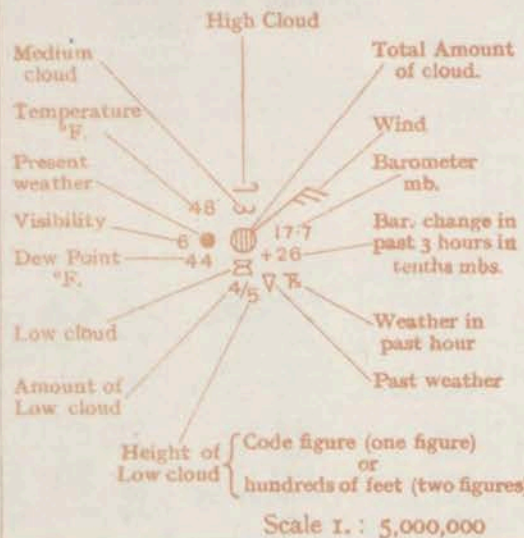 High Cloud
Medium
cloud
Total Amount
of cloud.
Temperature
°F.
Wind
Present
weather
Barometer
mb.
48
Visibility
6
17·7
Bar. change in
past 3 hours in
tenths mbs.
Dew Point
°F.
44
+26
4/5
Low cloud
Weather in
past hour
Amount of
Low cloud
Past weather
Height of
Low cloud
Code figure (one figure)
or
hundreds of feet (two figures
Scale 1. : 5,000,000